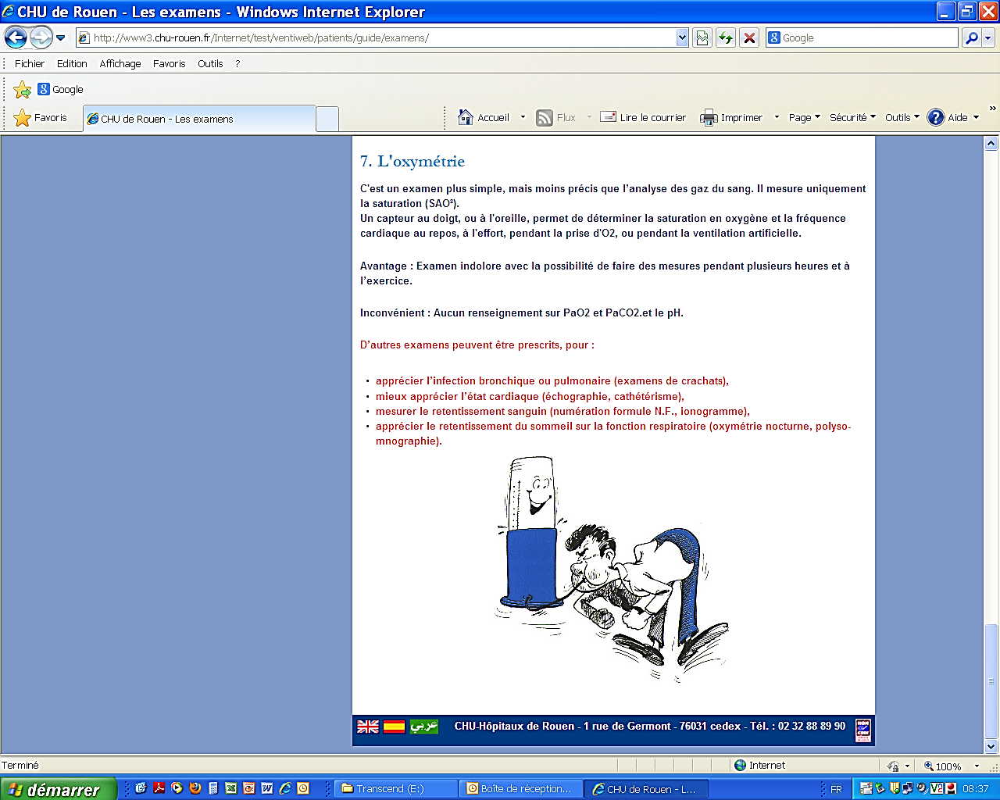 CHU de Rouen - Les examens - Windows Internet Explorer
http://www3.chu-rouen.fr/Internet/test/ventiweb/patients/guide/examens/
Google
Fichier Edition Affichage Favoris Outils ?
Google
Favoris
CHU de Rouen - Les examens
Accueil Flux Lire le courrier Imprimer Page Sécurité Outils Aide »
7. L'oxymétrie
C'est un examen plus simple, mais moins précis que l'analyse des gaz du sang. Il mesure uniquement
la saturation (SAO²).
Un capteur au doigt, ou à l'oreille, permet de déterminer la saturation en oxygène et la fréquence
cardiaque au repos, à l'effort, pendant la prise d'O2, ou pendant la ventilation artificielle.
Avantage : Examen indolore avec la possibilité de faire des mesures pendant plusieurs heures et à
l'exercice.
Inconvénient : Aucun renseignement sur PaO2 et PaCO2.et le pH.
D'autres examens peuvent être prescrits, pour :
• apprécier l'infection bronchique ou pulmonaire (examens de crachats),
• mieux apprécier l'état cardiaque (échographie, cathétérisme),
• mesurer le retentissement sanguin (numération formule N.F., ionogramme),
• apprécier le retentissement du sommeil sur la fonction respiratoire (oxymétrie nocturne, polyso-
mnographie).
عربي
CHU-Hôpitaux de Rouen - 1 rue de Germont - 76031 cedex - Tél. : 02 32 88 89 90
Terminé
Internet
100%
démarrer
Transcend (E:)
Boîte de réception...
CHU de Rouen - L...
FR
08:37